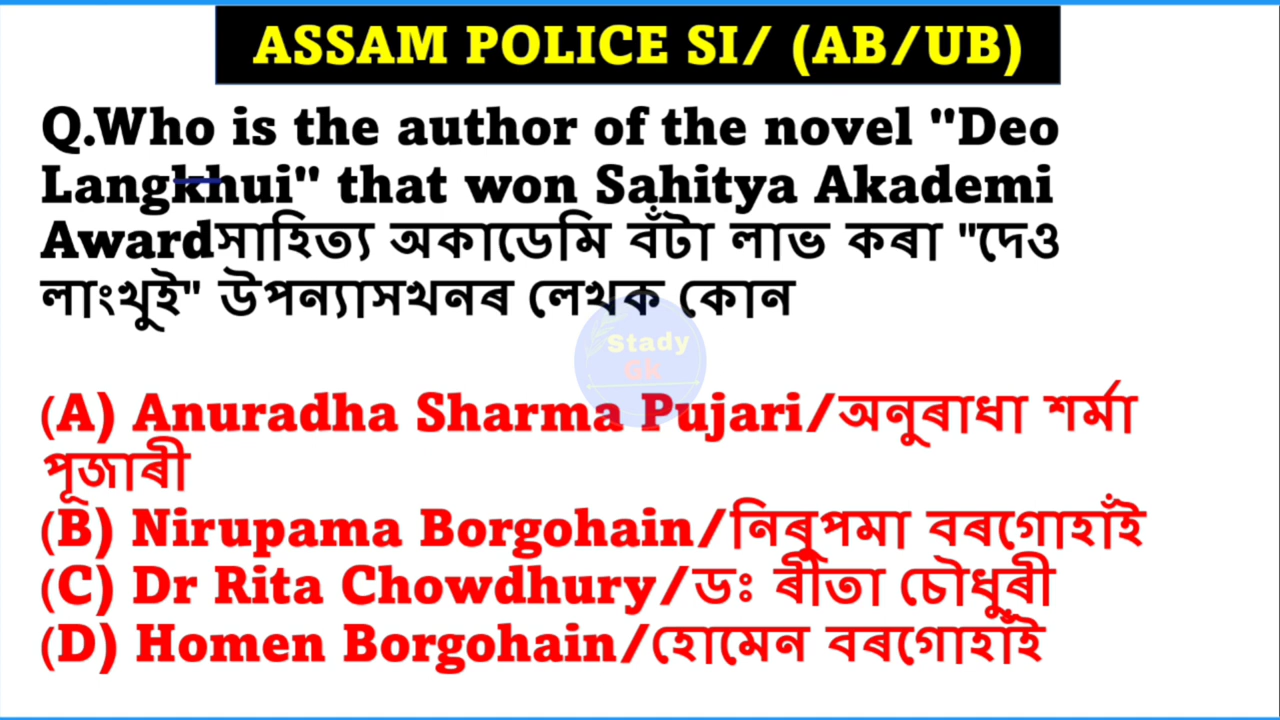 ASSAM POLICE SI/ (AB/UB)
Q.Who is the author of the novel "Deo
Langkhui" that won Sahitya Akademi
Awardসাহিত্য অকাডেমি বঁটা লাভ কৰা "দেও
লাংখুই" উপন্যাসখনৰ লেখক কোন
Stady
Gk
(A) Anuradha Sharma Pujari/অনুৰাধা শৰ্মা
পূজাৰী
(B) Nirupama Borgohain/নিৰুপমা বৰগোহাঁই
(C) Dr Rita Chowdhury/ডঃ ৰীতা চৌধুৰী
(D) Homen Borgohain/হোমেন বৰগোহাঁই